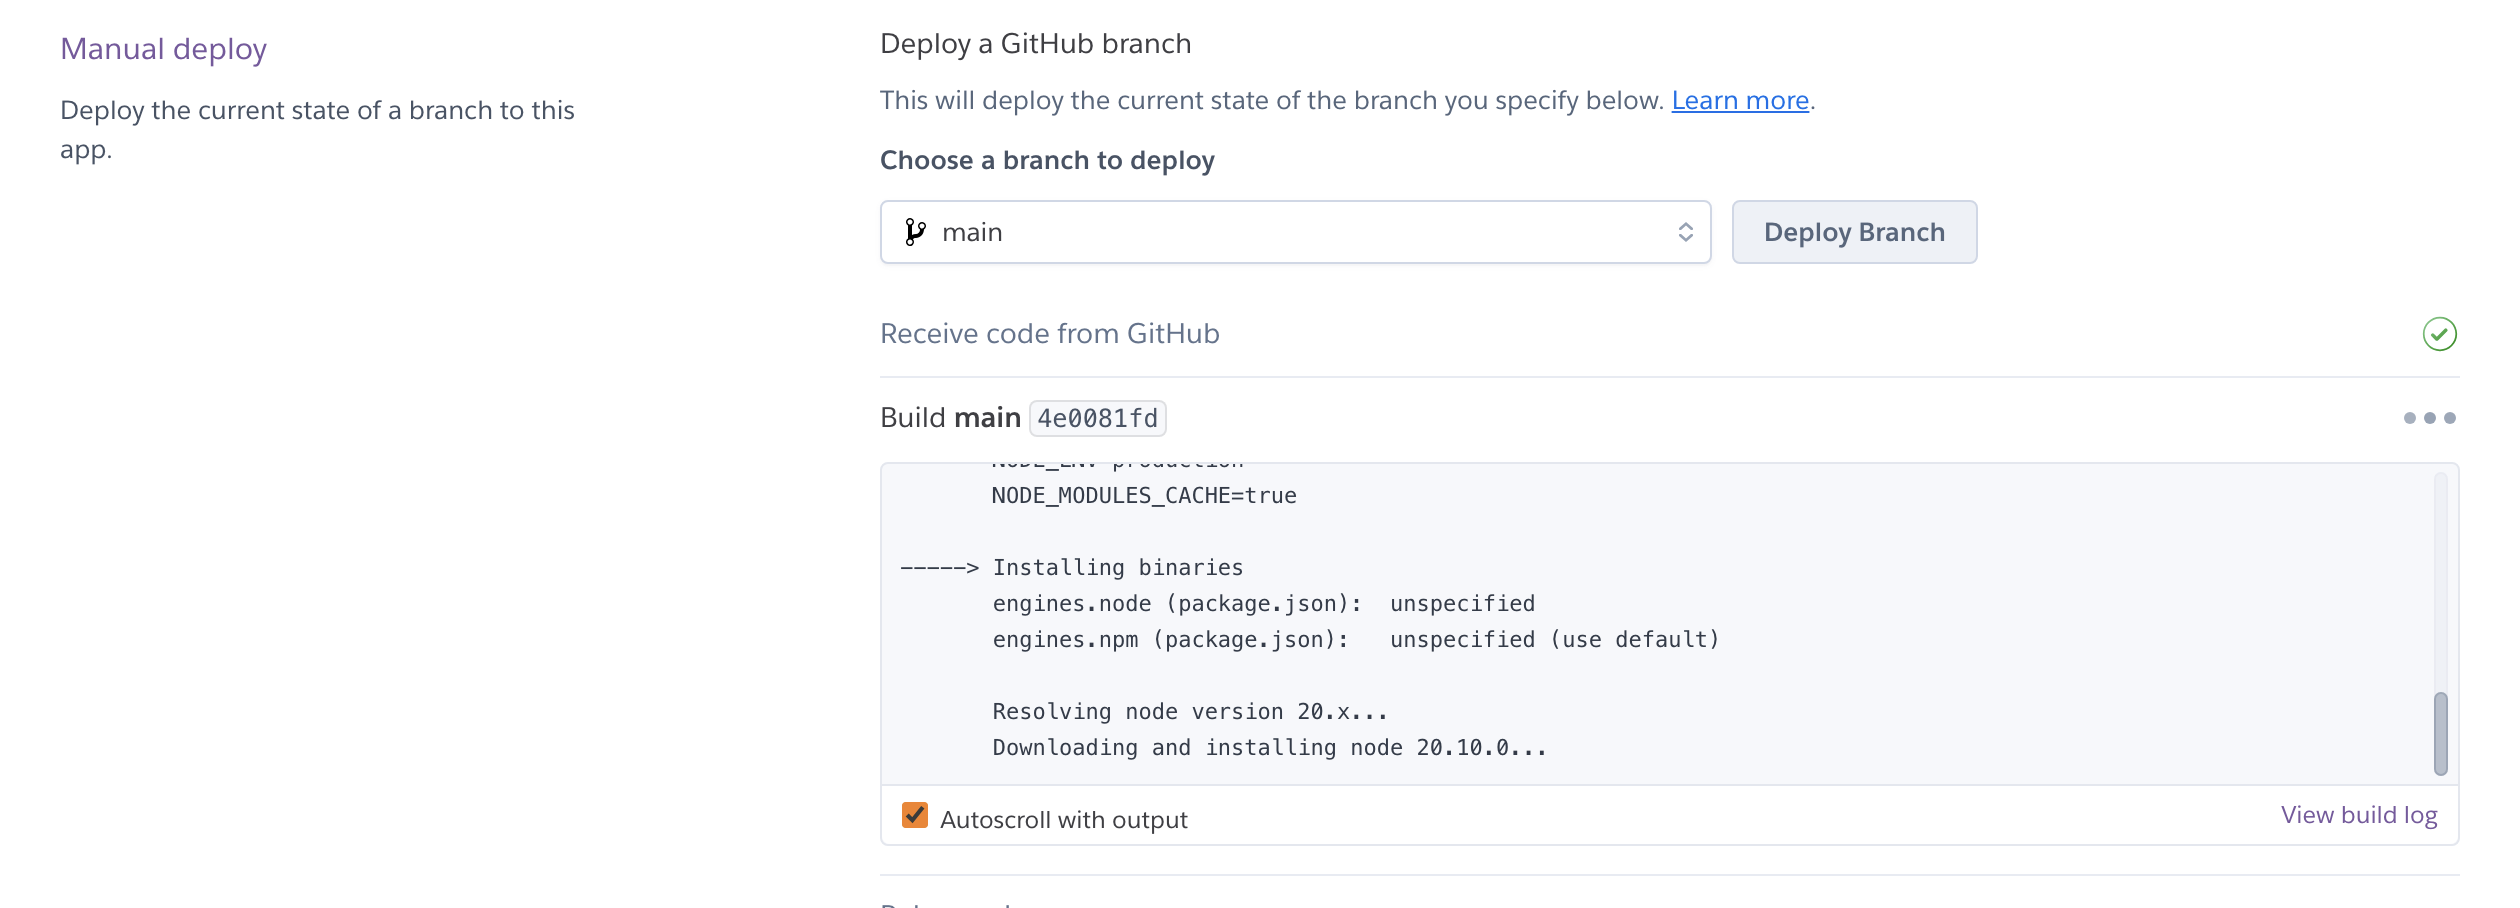 Manual deploy
Deploy the current state of a branch to this
app.
Deploy a GitHub branch
This will deploy the current state of the branch you specify below. Learn more.
Choose a branch to deploy
main
Deploy Branch
Receive code from GitHub
Build main 4e0081fd
NODE_MODULES_CACHE=true
-----> Installing binaries
engines.node (package.json): unspecified
engines.npm (package.json): unspecified (use default)
Resolving node version 20.x...
Downloading and installing node 20.10.0...
Autoscroll with output
View build log